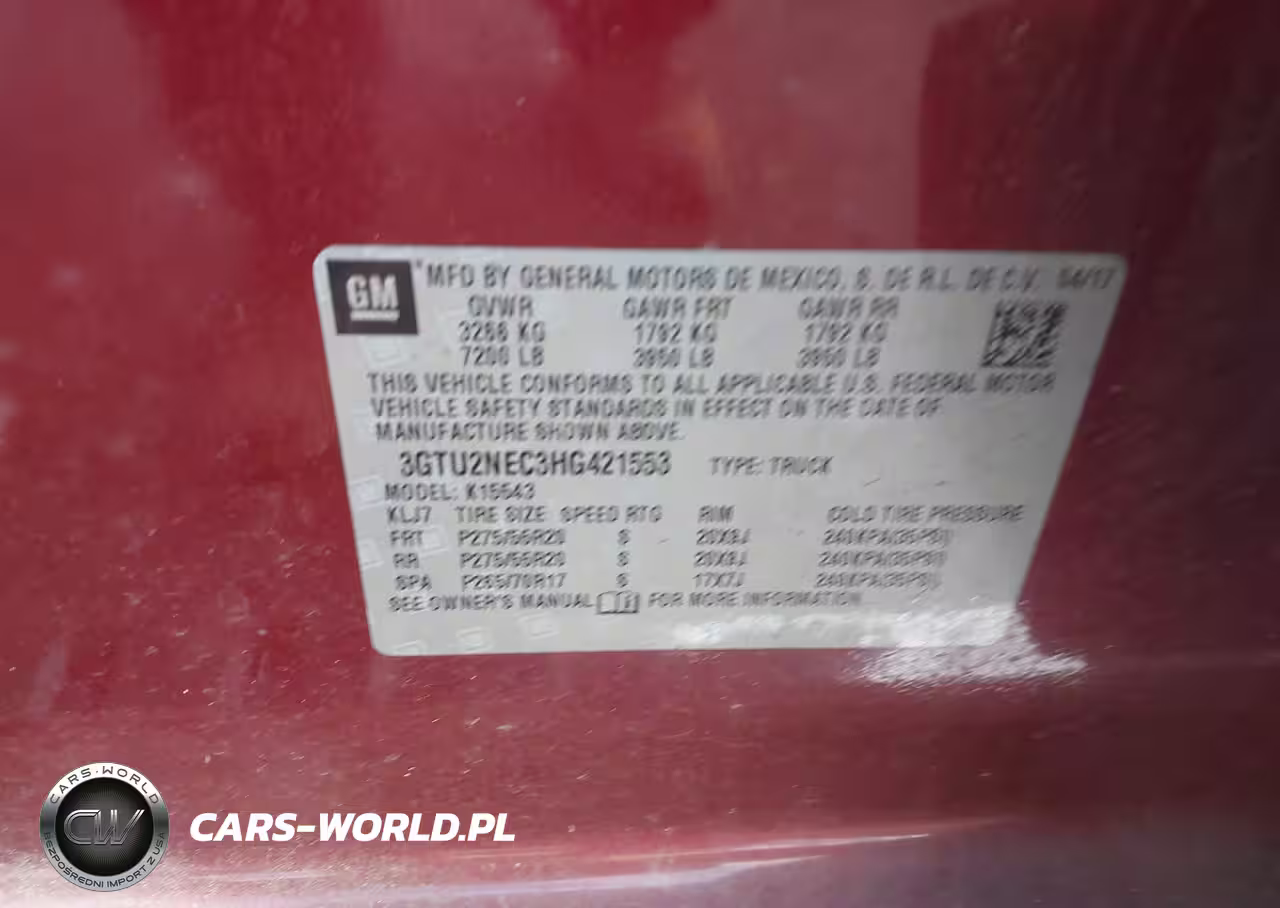 GM
*MFD BY GENERAL MOTORS DE MEXICO, S. DE R.L. DE C.V. 04/17
GVWR GAWR FRT GAWR RR
3266 KG 1792 KG 1792 KG
7200 LB 3950 LB 3950 LB
THIS VEHICLE CONFORMS TO ALL APPLICABLE U.S. FEDERAL MOTOR
VEHICLE SAFETY STANDARDS IN EFFECT ON THE DATE OF
MANUFACTURE SHOWN ABOVE.
3GTU2NEC3HG421553 TYPE: TRUCK
MODEL: K15543
KLJ7 TIRE SIZE SPEED RTG RIM COLD TIRE PRESSURE
FRT P275/55R20 S 20X9J 240KPA(35PSI)
RR P275/55R20 S 20X9J 240KPA(35PSI)
SPA P265/70R17 S 17X7J 240KPA(35PSI)
SEE OWNER'S MANUAL FOR MORE INFORMATION
CARS-WORLD
CW
BEZPOŚREDNI IMPORT Z USA
CARS-WORLD.PL